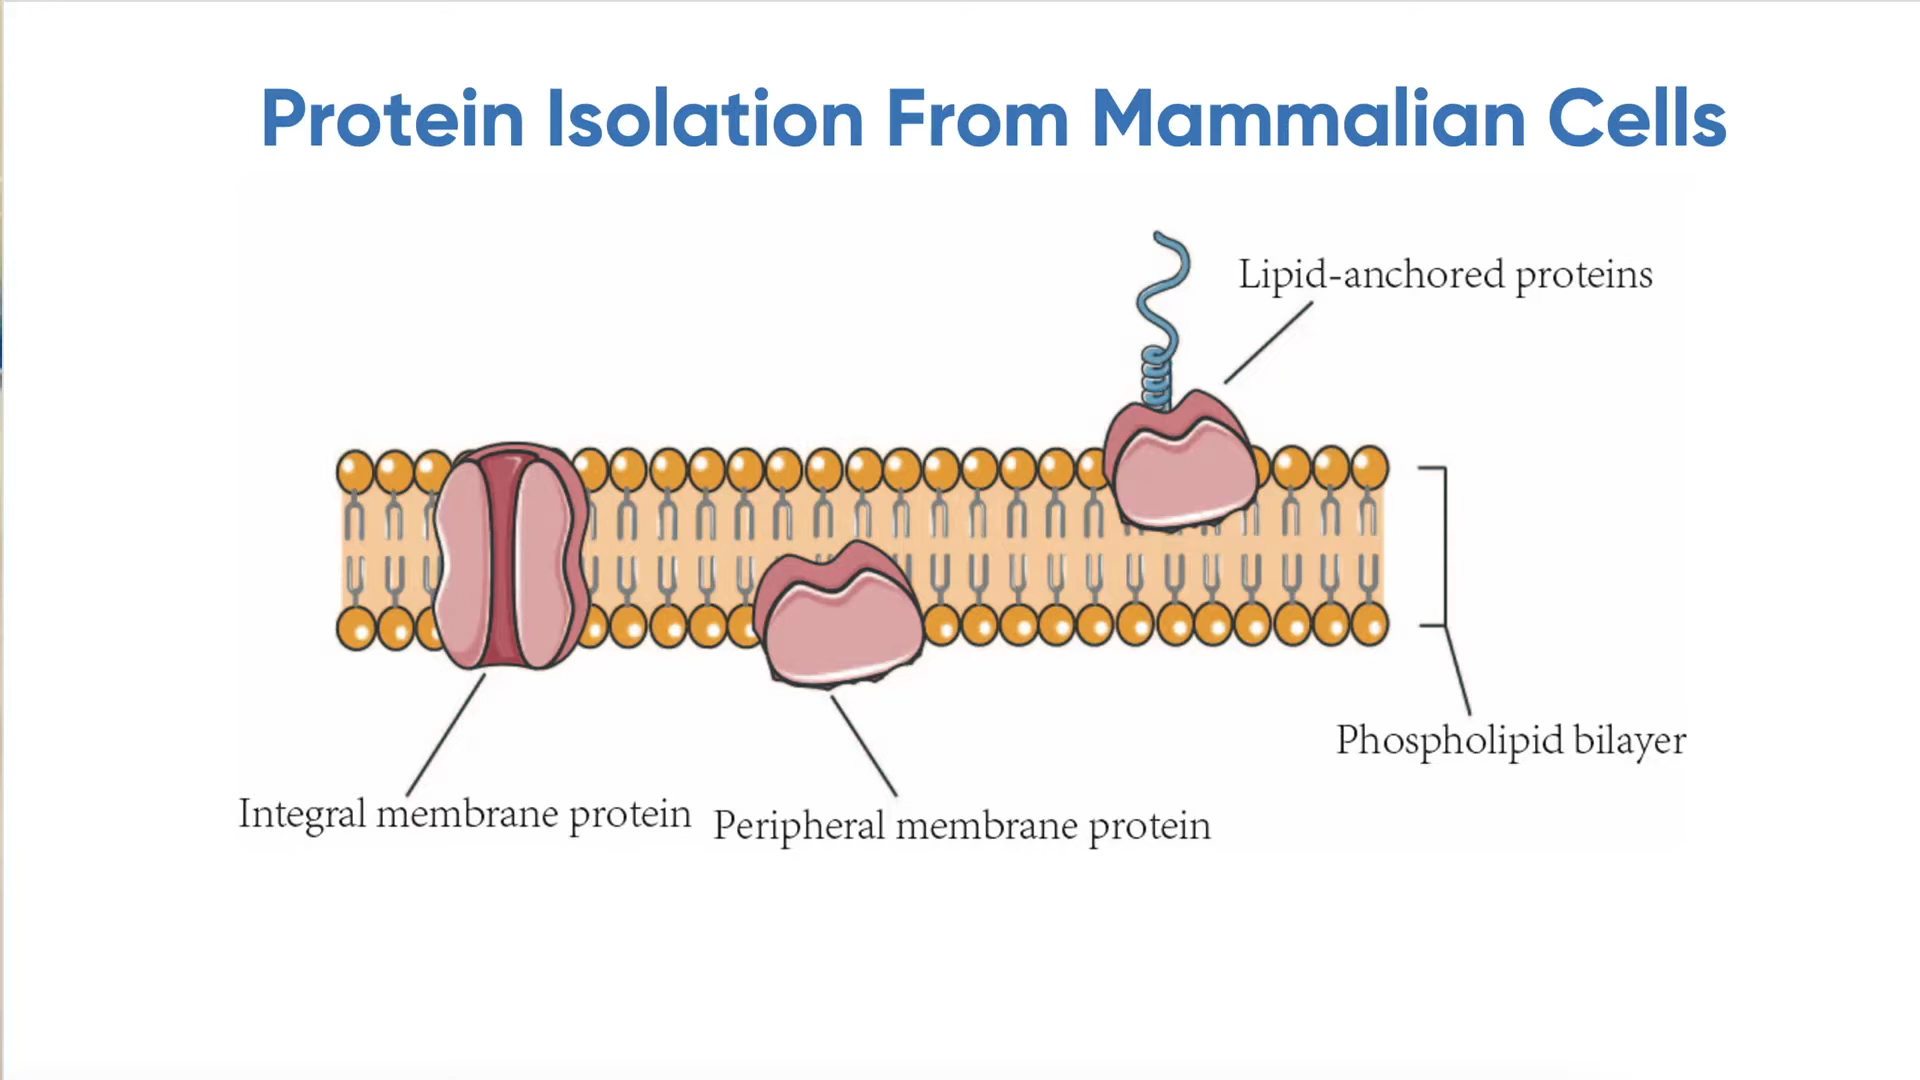 Protein Isolation From Mammalian Cells
Lipid-anchored proteins
Phospholipid bilayer
Integral membrane protein
Peripheral membrane protein